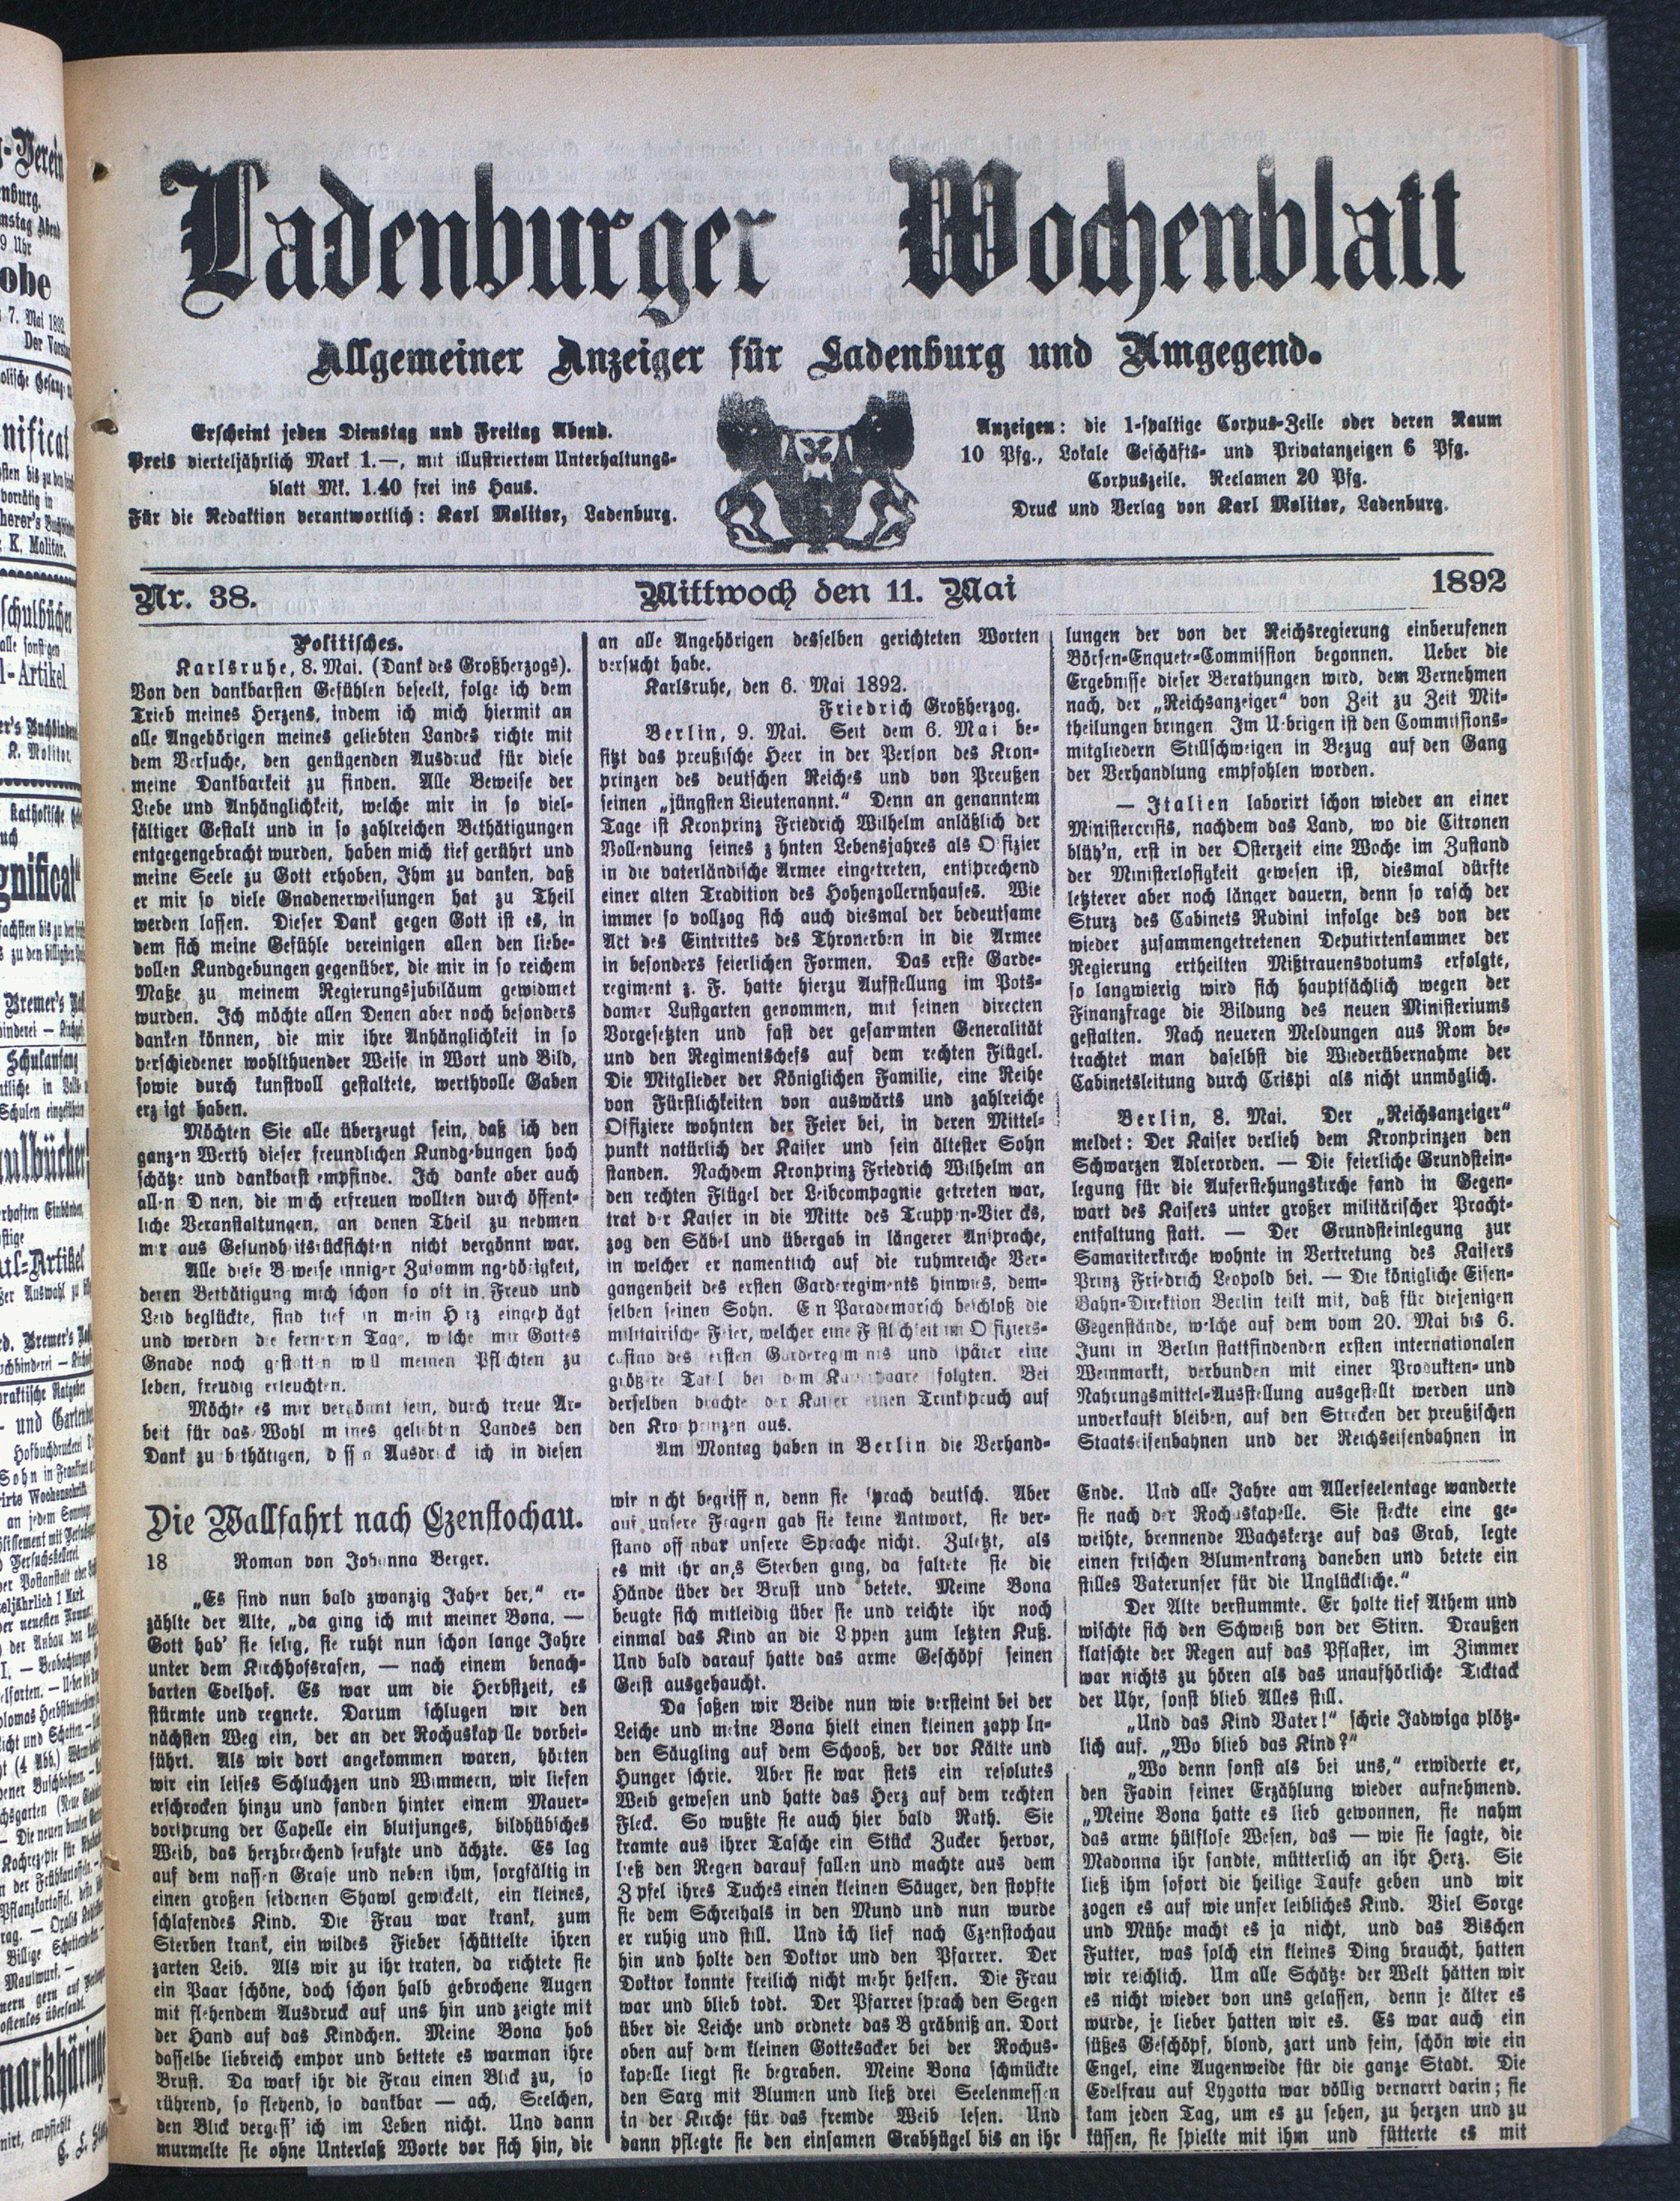 Ladenburger Wochenblatt
Allgemeiner Anzeiger für Ladenburg und Umgegend.
Erscheint jeden Dienstag und Freitag Abend.
Preis vierteljährlich Mark 1.—, mit illustriertem Unterhaltungs-
blatt Mk. 1.40 frei ins Haus.
Für die Redaktion verantwortlich: Karl Molitor, Ladenburg.
Anzeigen: die 1-spaltige Corpus-Zeile oder deren Raum
10 Pfg., Lokale Geschäfts- und Privatanzeigen 6 Pfg.
Corpuszeile. Reclamen 20 Pfg.
Druck und Verlag von Karl Molitor, Ladenburg.
Nr. 38.
Mittwoch den 11. Mai
1892
Politisches.
Karlsruhe, 8. Mai. (Dank des Großherzogs).
Von den dankbarsten Gefühlen beseelt, folge ich dem
Trieb meines Herzens, indem ich mich hiermit an
alle Angehörigen meines geliebten Landes richte mit
dem Versuche, den genügenden Ausdruck für diese
meine Dankbarkeit zu finden. Alle Beweise der
Liebe und Anhänglichkeit, welche mir in so viel-
fältiger Gestalt und in so zahlreichen Bethätigungen
entgegengebracht wurden, haben mich tief gerührt und
meine Seele zu Gott erhoben, Ihm zu danken, daß
er mir so viele Gnadenerweisungen hat zu Theil
werden lassen. Dieser Dank gegen Gott ist es, in
dem sich meine Gefühle vereinigen allen den liebe-
vollen Kundgebungen gegenüber, die mir in so reichem
Maße zu meinem Regierungsjubiläum gewidmet
wurden. Ich möchte allen Denen aber noch besonders
danken können, die mir ihre Anhänglichkeit in so
verschiedener wohlthuender Weise in Wort und Bild,
sowie durch kunstvoll gestaltete, werthvolle Gaben
erz igt haben.
Möchten Sie alle überzeugt sein, daß ich den
ganzen Werth dieser freundlichen Kundgebungen hoch
schätze und dankbarst empfinde. Ich danke aber auch
allen D nen, die mich erfreuen wollten durch öffent-
liche Veranstaltungen, an denen Theil zu nehmen
mir aus Gesundheitsrücksichten nicht vergönnt war.
Alle diese B weise inniger Zusamm ngehörigkeit,
deren Bethätigung mich schon so oft in Freud und
Leid beglückte, sind tief in mein H rz eingep ägt
und werden die ferneren Tage, w lche mir Gottes
Gnade noch gestatten will meinen Pflichten zu
leben, freudig erleuchten.
Möchte es mir vergönnt sein, durch treue Ar-
beit für das Wohl m ines geliebten Landes den
Dank zu b thätigen, d ss n Ausdruck ich in diesen
an alle Angehörigen desselben gerichteten Worten
versucht habe.
Karlsruhe, den 6. Mai 1892.
Friedrich Großherzog.
Berlin, 9. Mai. Seit dem 6. Mai be-
sitzt das preußische Heer in der Person des Kron-
prinzen des deutschen Reiches und von Preußen
seinen „jüngsten Lieutenannt.“ Denn an genanntem
Tage ist Kronprinz Friedrich Wilhelm anläßlich der
Vollendung seines z hnten Lebensjahres als O fizier
in die vaterländische Armee eingetreten, entsprechend
einer alten Tradition des Hohenzollernhauses. Wie
immer so vollzog sich auch diesmal der bedeutsame
Act des Eintrittes des Thronerben in die Armee
in besonders feierlichen Formen. Das erste Garde-
regiment z. F. hatte hierzu Aufstellung im Pots-
damer Lustgarten genommen, mit seinen directen
Vorgesetzten und fast der gesammten Generalität
und den Regimentschefs auf dem rechten Flügel.
Die Mitglieder der Königlichen Familie, eine Reihe
von Fürstlichkeiten von auswärts und zahlreiche
Offiziere wohnten der Feier bei, in deren Mittel-
punkt natürlich der Kaiser und sein ältester Sohn
standen. Nachdem Kronprinz Friedrich Wilhelm an
den rechten Flügel der Leibcompagnie getreten war,
trat der Kaiser in die Mitte des Truppen-Vier cks,
zog den Säbel und übergab in längerer Ansprache,
in welcher er namentlich auf die ruhmreiche Ver-
gangenheit des ersten Garderegiments hinwies, dem-
selben seinen Sohn. E n Parademarsch beschloß die
militairische F ier, welcher eine F stlichkeit im O fiziers-
casino des ersten Garderegiments und später eine
größ re Tafel bei dem Kaiserpaare folgten. Bei
derselben brachte der Kaiser einen Trinkspruch auf
den Kro prinzen aus.
Am Montag haben in Berlin die Verhand-
lungen der von der Reichsregierung einberufenen
Börsen-Enquete-Commission begonnen. Ueber die
Ergebnisse dieser Berathungen wird, dem Vernehmen
nach, der „Reichsanzeiger“ von Zeit zu Zeit Mit-
theilungen bringen Im U brigen ist den Commissions-
mitgliedern Stillschweigen in Bezug auf den Gang
der Verhandlung empfohlen worden.
— Italien laborirt schon wieder an einer
Ministercrisis, nachdem das Land, wo die Citronen
blüh'n, erst in der Osterzeit eine Woche im Zustand
der Ministerlosigkeit gewesen ist, diesmal dürfte
letzterer aber noch länger dauern, denn so rasch der
Sturz des Cabinets Rudini infolge des von der
wieder zusammengetretenen Deputirtenkammer der
Regierung ertheilten Mißtrauensvotums erfolgte,
so langwierig wird sich hauptsächlich wegen der
Finanzfrage die Bildung des neuen Ministeriums
gestalten. Nach neueren Meldungen aus Rom be-
trachtet man daselbst die Wiederübernahme der
Cabinetsleitung durch Crispi als nicht unmöglich.
Berlin, 8. Mai. Der „Reichsanzeiger“
meldet: Der Kaiser verlieh dem Kronprinzen den
Schwarzen Adlerorden. — Die feierliche Grundstein-
legung für die Auferstehungskirche fand in Gegen-
wart des Kaisers unter großer militärischer Pracht-
entfaltung statt. — Der Grundsteinlegung zur
Samariterkirche wohnte in Vertretung des Kaisers
Prinz Friedrich Leopold bei. — Die königliche Eisen-
Bahn-Direktion Berlin teilt mit, daß für diejenigen
Gegenstände, welche auf dem vom 20. Mai bis 6.
Juni in Berlin stattfindenden ersten internationalen
Weinmarkt, verbunden mit einer Produkten- und
Nahrungsmittel-Ausstellung ausgestellt werden und
unverkauft bleiben, auf den Strecken der preußischen
Staatseisenbahnen und der Reichseisenbahnen in
Die Wallfahrt nach Czenstochau.
18 Roman von Johanna Berger.
„Es sind nun bald zwanzig Jaher her,“ er-
zählte der Alte, „da ging ich mit meiner Bona, —
Gott hab' sie selig, sie ruht nun schon lange Jahre
unter dem Kirchhofsrasen, — nach einem benach-
barten Edelhof. Es war um die Herbstzeit, es
stürmte und regnete. Darum schlugen wir den
nächsten Weg ein, der an der Rochuskap lle vorbei-
führt. Als wir dort angekommen waren, hörten
wir ein leises Schluchzen und Wimmern, wir liefen
erschrocken hinzu und fanden hinter einem Mauer-
vorsprung der Capelle ein blutjunges, bildhübsches
Weib, das herzbrechend seufzte und ächzte. Es lag
auf dem nassen Grase und neben ihm, sorgfältig in
einen großen seidenen Shawl gewickelt, ein kleines,
schlafendes Kind. Die Frau war krank, zum
Sterben krank, ein wildes Fieber schüttelte ihren
zarten Leib. Als wir zu ihr traten, da richtete sie
ein Paar schöne, doch schon halb gebrochene Augen
mit flehendem Ausdruck auf uns hin und zeigte mit
der Hand auf das Kindchen. Meine Bona hob
dasselbe liebreich empor und bettete es warman ihre
Brust. Da warf ihr die Frau einen Blick zu, so
rührend, so flehend, so dankbar — ach, Seelchen,
den Blick vergess' ich im Leben nicht. Und dann
murmelte sie ohne Unterlaß Worte vor sich hin, die
wir n cht begriff n, denn sie sprach deutsch. Aber
auf unsere Fragen gab sie keine Antwort, sie ver-
stand off nbar unsere Sprache nicht. Zuletzt, als
es mit ihr an,s Sterben ging, da faltete sie die
Hände über der Brust und betete. Meine Bona
beugte sich mitleidig über sie und reichte ihr noch
einmal das Kind an die Lippen zum letzten Kuß.
Und bald darauf hatte das arme Geschöpf seinen
Geist ausgehaucht.
Da saßen wir Beide nun wie versteint bei der
Leiche und meine Bona hielt einen kleinen zapp ln-
den Säugling auf dem Schooß, der vor Kälte und
Hunger schrie. Aber sie war stets ein resolutes
Weib gewesen und hatte das Herz auf dem rechten
Fleck. So wußte sie auch hier bald Rath. Sie
kramte aus ihrer Tasche ein Stück Zucker hervor,
ließ den Regen darauf fallen und machte aus dem
Z pfel ihres Tuches einen kleinen Säuger, den stopfte
sie dem Schreihals in den Mund und nun wurde
er ruhig und still. Und ich lief nach Czenstochau
hin und holte den Doktor und den Pfarrer. Der
Doktor konnte freilich nicht mehr helfen. Die Frau
war und blieb todt. Der Pfarrer sprach den Segen
über die Leiche und ordnete das B gräbniß an. Dort
oben auf dem kleinen Gottesacker bei der Rochus-
kapelle liegt sie begraben. Meine Bona schmückte
den Sarg mit Blumen und ließ drei Seelenmessen
in der Kirche für das fremde Weib lesen. Und
dann pflegte sie den einsamen Grabhügel bis an ihr
Ende. Und alle Jahre am Allerseelentage wanderte
sie nach der Rochuskapelle. Sie steckte eine ge-
weihte, brennende Wachskerze auf das Grab, legte
einen frischen Blumenkranz daneben und betete ein
stilles Vaterunser für die Unglückliche.“
Der Alte verstummte. Er holte tief Athem und
wischte sich den Schweiß von der Stirn. Draußen
klatschte der Regen auf das Pflaster, im Zimmer
war nichts zu hören als das unaufhörliche Ticktack
der Uhr, sonst blieb Alles still.
„Und das Kind Vater!“ schrie Jadwiga plötz-
lich auf. „Wo blieb das Kind?“
„Wo denn sonst als bei uns,“ erwiderte er,
den Fadin seiner Erzählung wieder aufnehmend.
„Meine Bona hatte es lieb gewonnen, sie nahm
das arme hülflose Wesen, das — wie sie sagte, die
Madonna ihr sandte, mütterlich an ihr Herz. Sie
ließ ihm sofort die heilige Taufe geben und wir
zogen es auf wie unser leibliches Kind. Viel Sorge
und Mühe macht es ja nicht, und das Bischen
Futter, was solch ein kleines Ding braucht, hatten
wir reichlich. Um alle Schätze der Welt hätten wir
es nicht wieder von uns gelassen, denn je älter es
wurde, je lieber hatten wir es. Es war auch ein
süßes Geschöpf, blond, zart und fein, schön wie ein
Engel, eine Augenweide für die ganze Stadt. Die
Edelfrau auf Lygotta war völlig vernarrt darin; sie
kam jeden Tag, um es zu sehen, zu herzen und zu
küssen, sie spielte mit ihm und fütterte es mit